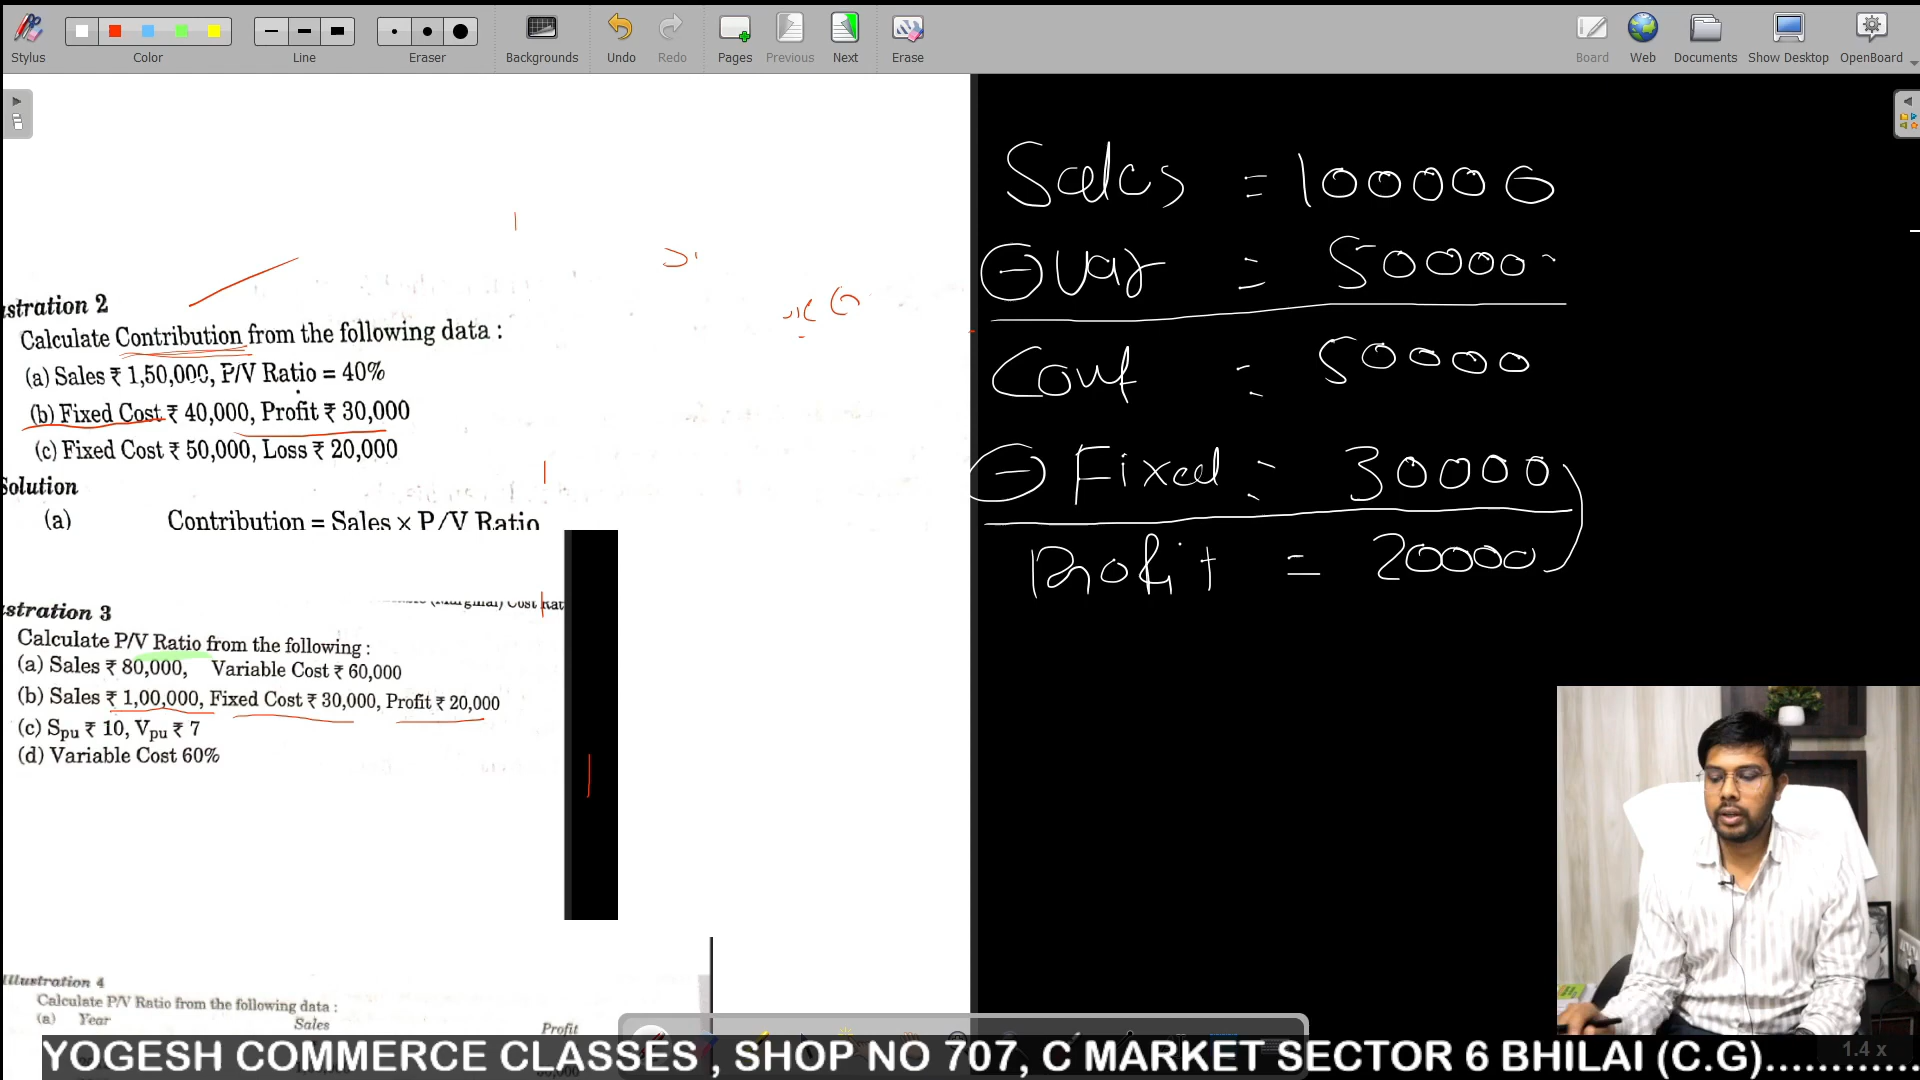 Stylus Color Line Eraser Backgrounds Undo Redo Pages Previous Next Erase Board Web Documents Show Desktop OpenBoard
stration 2
Calculate Contribution from the following data :
(a) Sales ₹ 1,50,000, P/V Ratio = 40%
(b) Fixed Cost ₹ 40,000, Profit ₹ 30,000
(c) Fixed Cost ₹ 50,000, Loss ₹ 20,000
Solution
(a) Contribution = Sales × P/V Ratio
(Marginal) Cost Rat
stration 3
Calculate P/V Ratio from the following :
(a) Sales ₹ 80,000, Variable Cost ₹ 60,000
(b) Sales ₹ 1,00,000, Fixed Cost ₹ 30,000, Profit ₹ 20,000
(c) Spu ₹ 10, Vpu ₹ 7
(d) Variable Cost 60%
Illustration 4
Calculate P/V Ratio from the following data :
(a) Year Sales Profit
Sales = 100000
⊖ Var = 50000
Cont = 50000
⊖ Fixed = 30000
Profit = 20000
YOGESH COMMERCE CLASSES , SHOP NO 707, C MARKET SECTOR 6 BHILAI (C.G)............
1.4 x